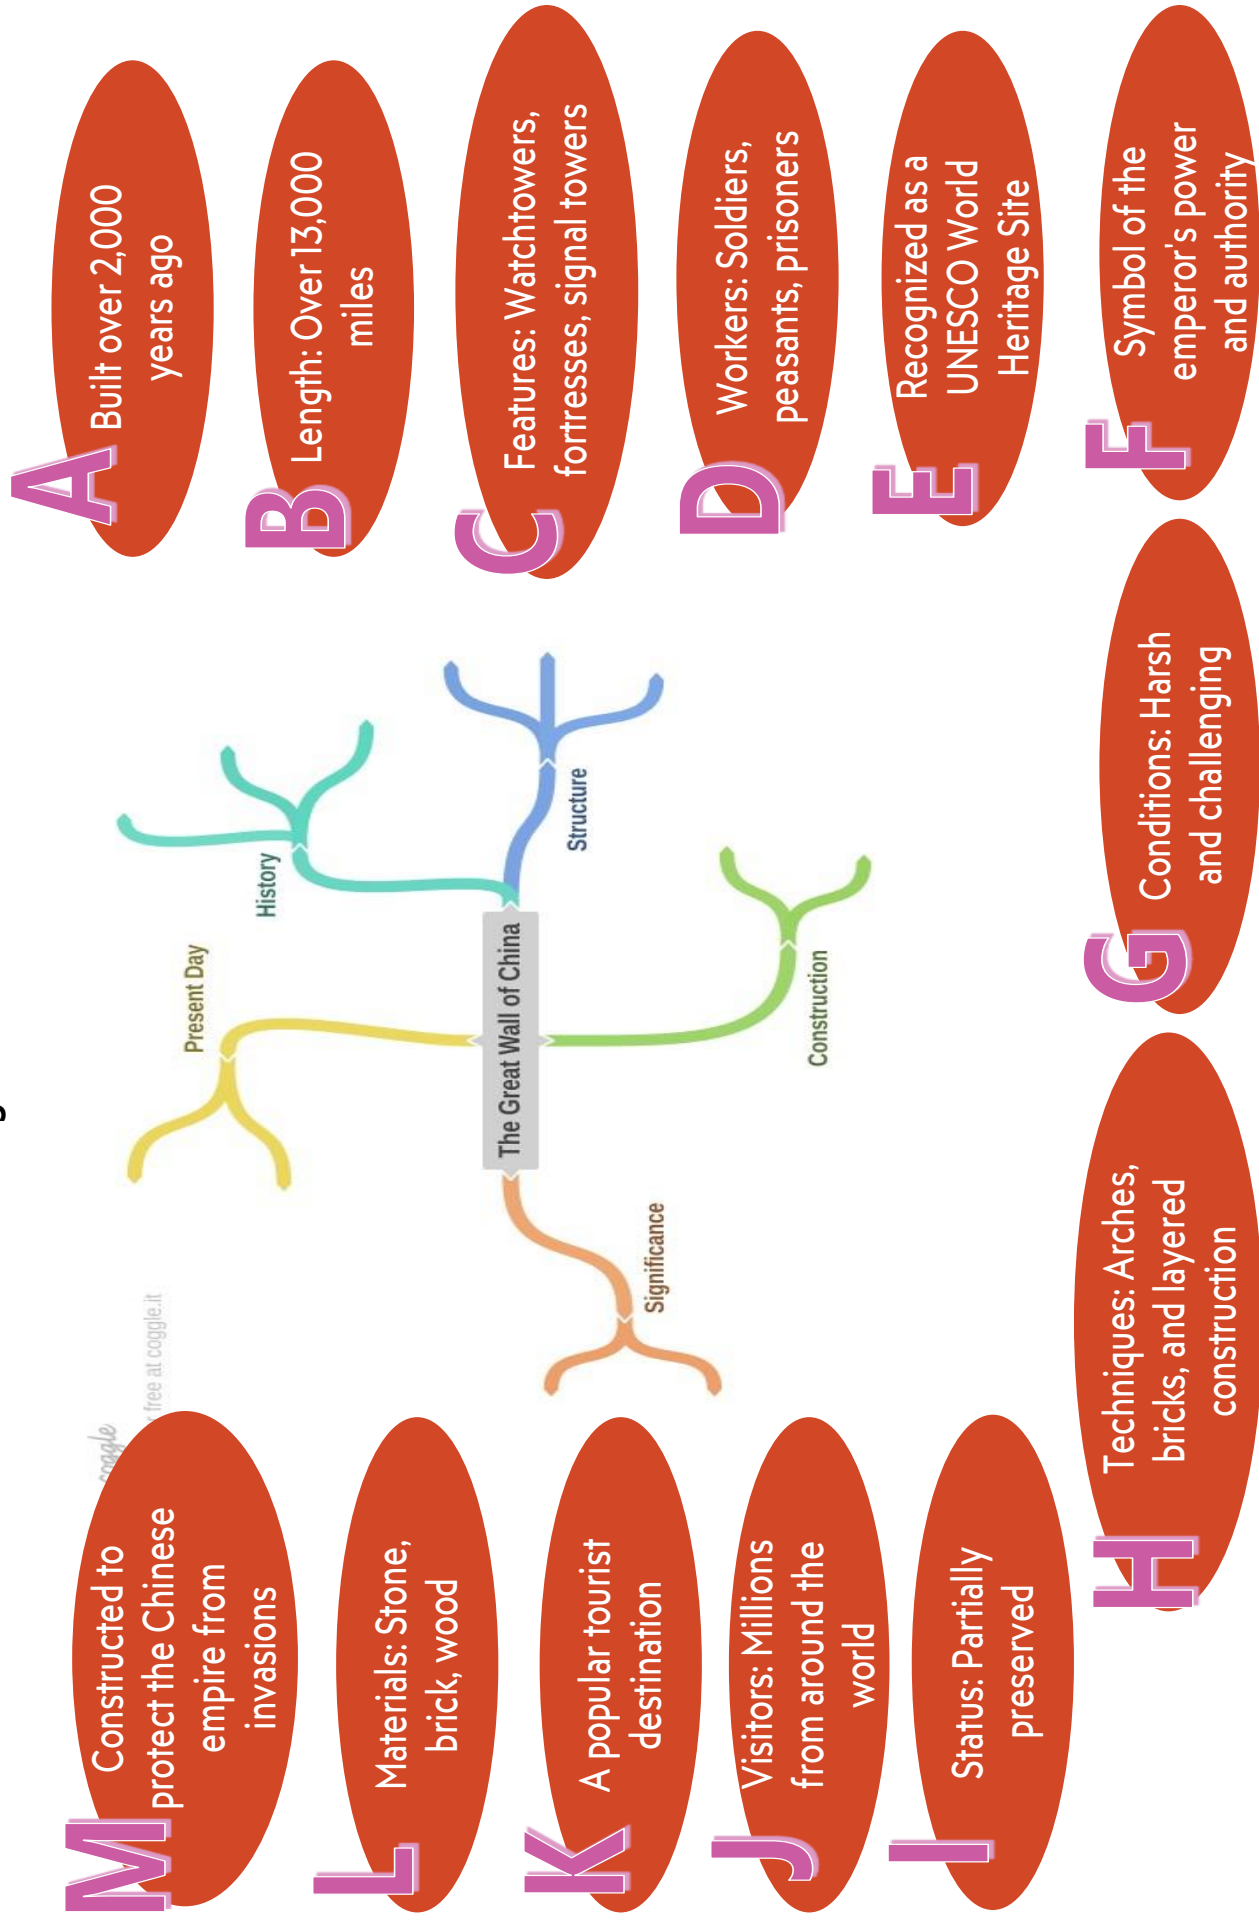 A
Built over 2,000
years ago
B
Length: Over 13,000
miles
C
Features: Watchtowers,
fortresses, signal towers
D
Workers: Soldiers,
peasants, prisoners
E
Recognized as a
UNESCO World
Heritage Site
F
Symbol of the
emperor's power
and authority
G
Conditions: Harsh
and challenging
H
Techniques: Arches,
bricks, and layered
construction
I
Status: Partially
preserved
J
Visitors: Millions
from around the
world
K
A popular tourist
destination
L
Materials: Stone,
brick, wood
M
Constructed to
protect the Chinese
empire from
invasions
coggle
free at coggle.it
Present Day
History
The Great Wall of China
Structure
Significance
Construction